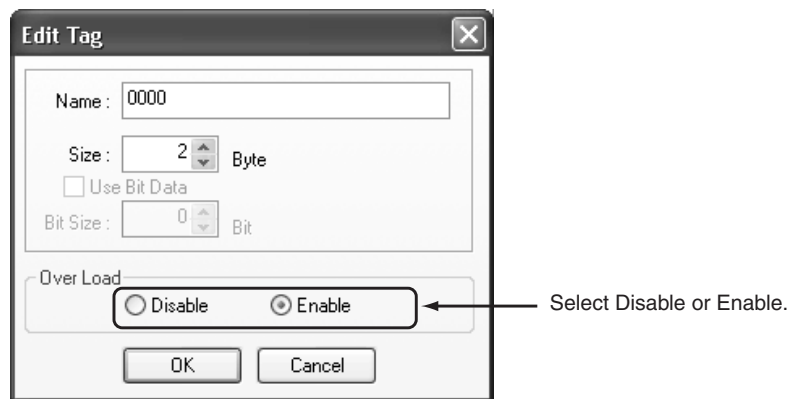 Edit Tag
Name : 0000
Size : 2 Byte
Use Bit Data
Bit Size : 0 Bit
Over Load
Disable Enable
Select Disable or Enable.
OK Cancel